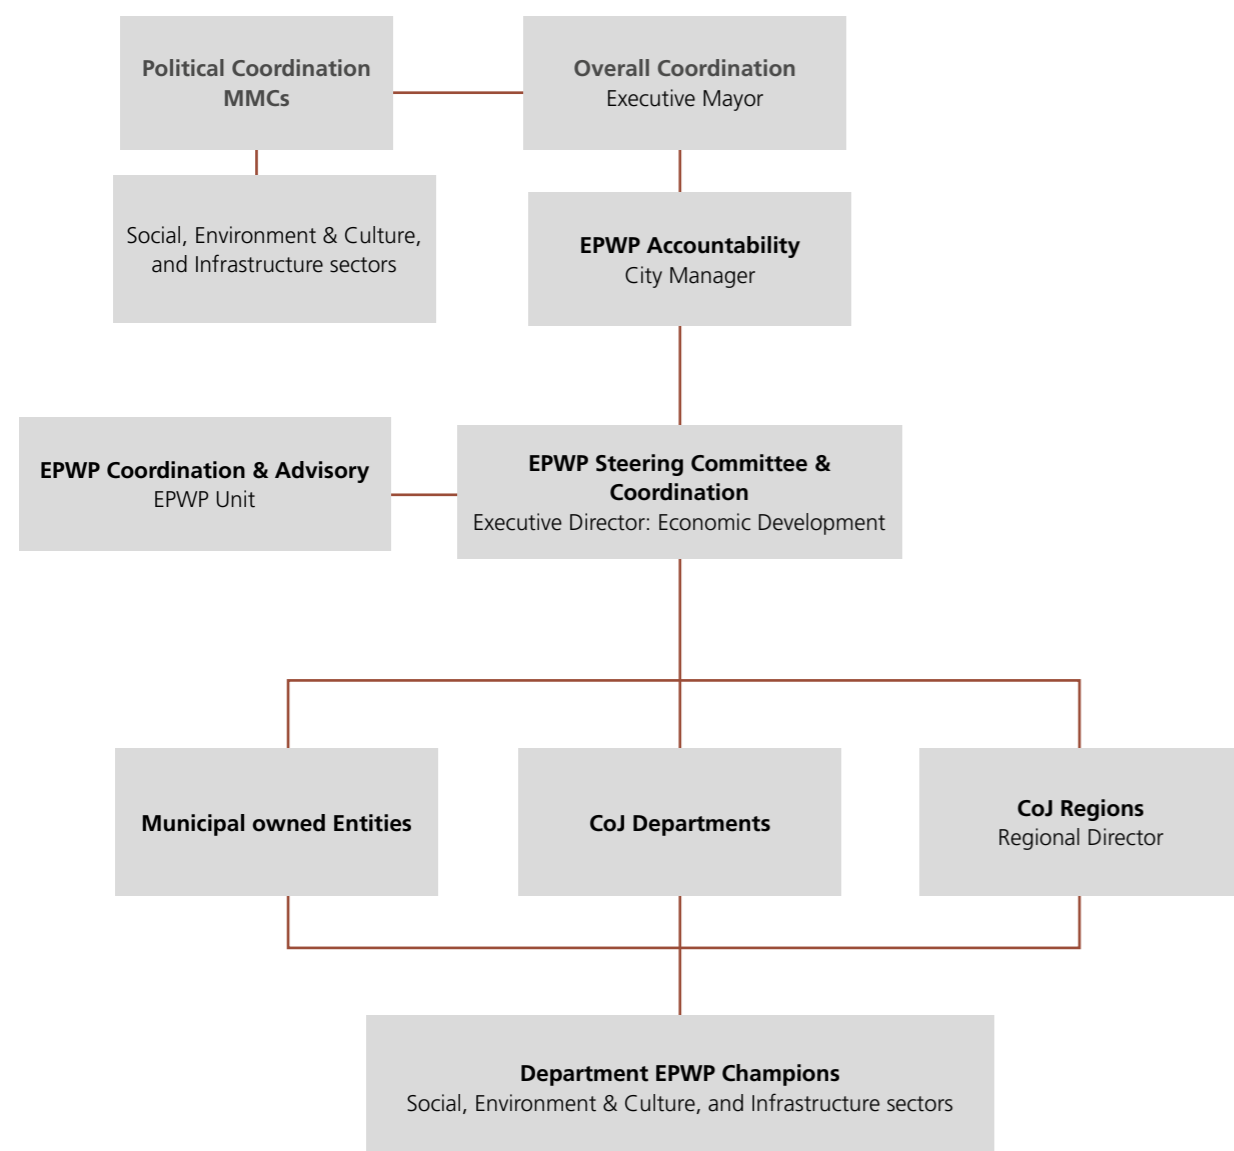 Political Coordination
MMCs
Overall Coordination
Executive Mayor
Social, Environment & Culture,
and Infrastructure sectors
EPWP Accountability
City Manager
EPWP Coordination & Advisory
EPWP Unit
EPWP Steering Committee &
Coordination
Executive Director: Economic Development
Municipal owned Entities
CoJ Departments
CoJ Regions
Regional Director
Department EPWP Champions
Social, Environment & Culture, and Infrastructure sectors